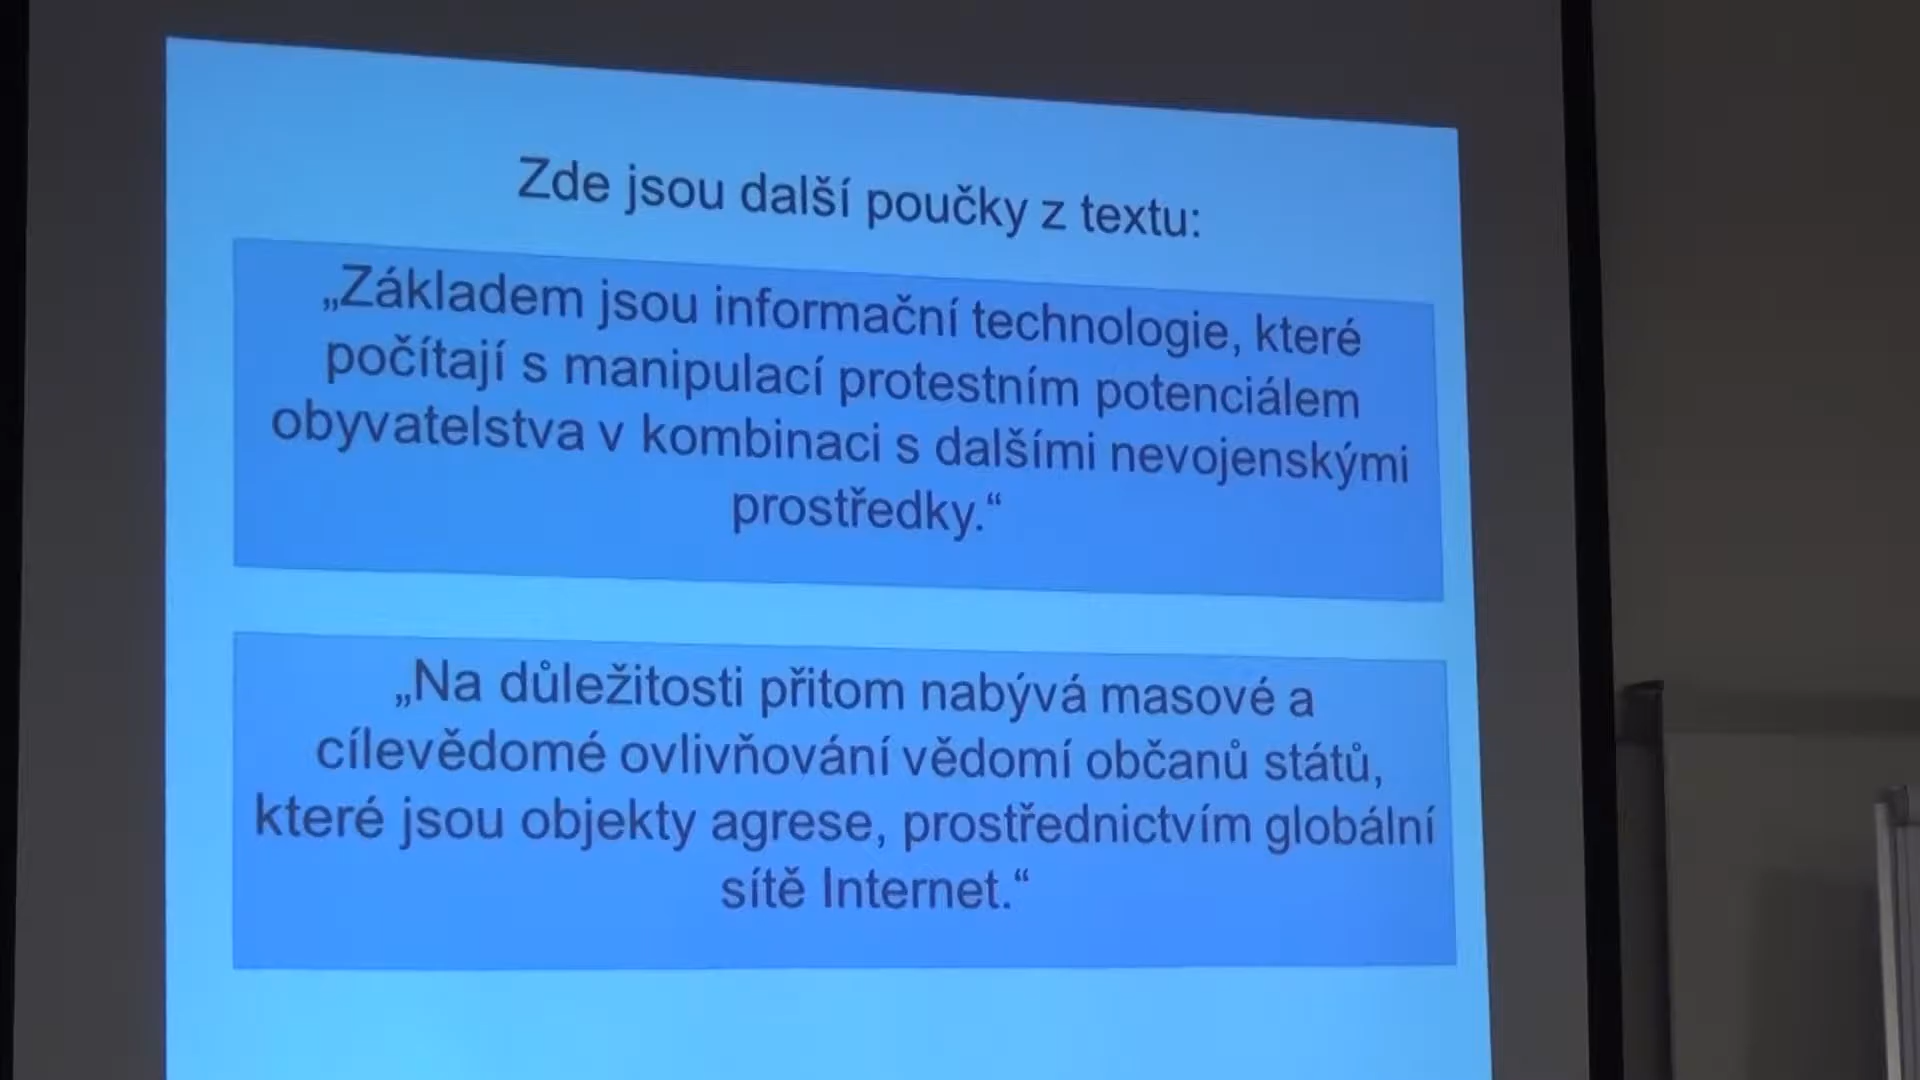 Zde jsou další poučky z textu:
„Základem jsou informační technologie, které
počítají s manipulací protestním potenciálem
obyvatelstva v kombinaci s dalšími nevojenskými
prostředky.“
„Na důležitosti přitom nabývá masové a
cílevědomé ovlivňování vědomí občanů států,
které jsou objekty agrese, prostřednictvím globální
sítě Internet.“